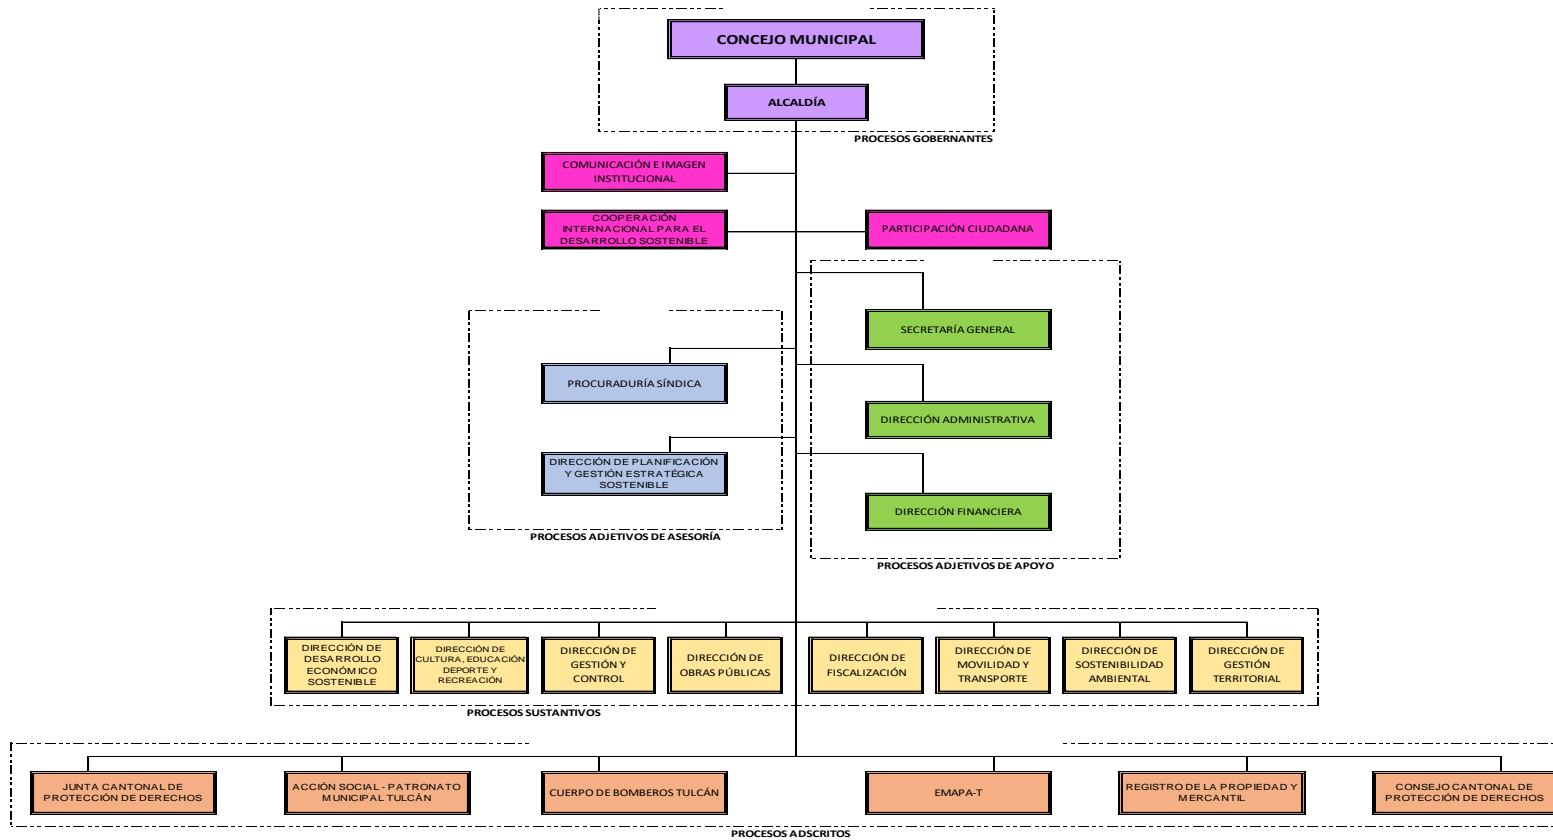 CONCEJO MUNICIPAL
ALCALDÍA
PROCESOS GOBERNANTES
COMUNICACIÓN E IMAGEN
INSTITUCIONAL
COOPERACIÓN
INTERNACIONAL PARA EL
DESARROLLO SOSTENIBLE
PARTICIPACIÓN CIUDADANA
SECRETARÍA GENERAL
PROCURADURÍA SÍNDICA
DIRECCIÓN ADMINISTRATIVA
DIRECCIÓN DE PLANIFICACIÓN
Y GESTIÓN ESTRATÉGICA
SOSTENIBLE
DIRECCIÓN FINANCIERA
PROCESOS ADJETIVOS DE ASESORÍA
PROCESOS ADJETIVOS DE APOYO
DIRECCIÓN DE
DESARROLLO
ECONÓMICO
SOSTENIBLE
DIRECCIÓN DE
CULTURA, EDUCACIÓN
DEPORTE Y
RECREACIÓN
DIRECCIÓN DE
GESTIÓN Y
CONTROL
DIRECCIÓN DE
OBRAS PÚBLICAS
DIRECCIÓN DE
FISCALIZACIÓN
DIRECCIÓN DE
MOVILIDAD Y
TRANSPORTE
DIRECCIÓN DE
SOSTENIBILIDAD
AMBIENTAL
DIRECCIÓN DE
GESTIÓN
TERRITORIAL
PROCESOS SUSTANTIVOS
JUNTA CANTONAL DE
PROTECCIÓN DE DERECHOS
ACCIÓN SOCIAL - PATRONATO
MUNICIPAL TULCÁN
CUERPO DE BOMBEROS TULCÁN
EMAPA-T
REGISTRO DE LA PROPIEDAD Y
MERCANTIL
CONSEJO CANTONAL DE
PROTECCIÓN DE DERECHOS
PROCESOS ADSCRITOS